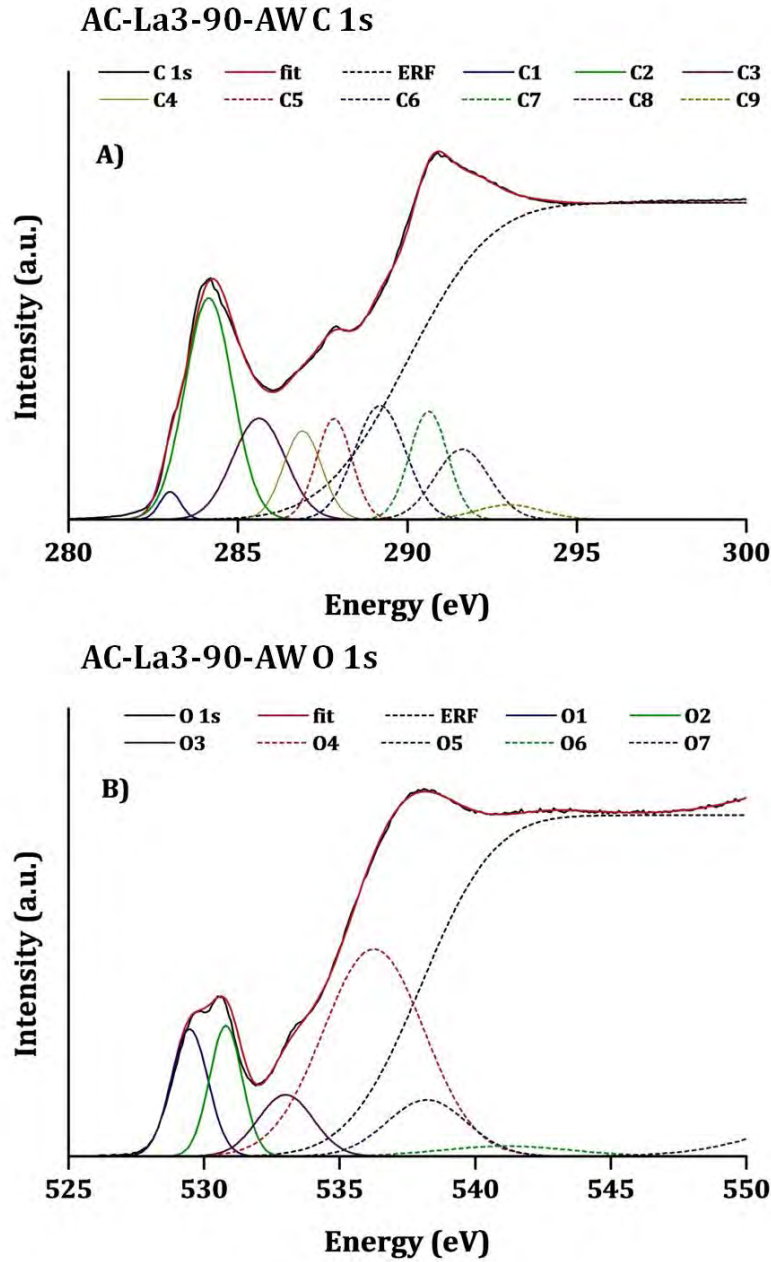 AC-La3-90-AW C 1s
C 1s fit ERF C1 C2 C3
C4 C5 C6 C7 C8 C9
A)
Intensity (a.u.)
280 285 290 295 300
Energy (eV)
AC-La3-90-AW O 1s
O 1s fit ERF O1 O2
O3 O4 O5 O6 O7
B)
Intensity (a.u.)
525 530 535 540 545 550
Energy (eV)